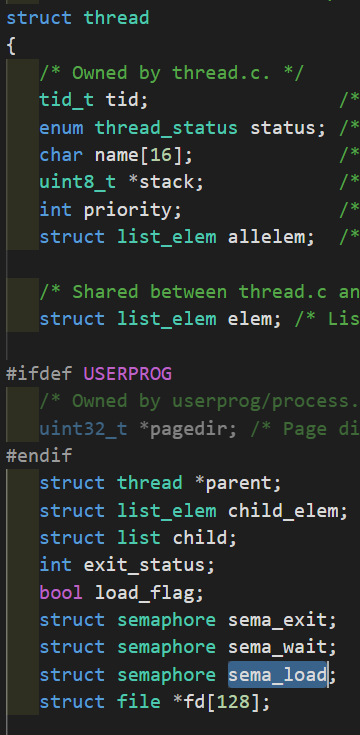 struct thread
{
/* Owned by thread.c. */
tid_t tid; /*
enum thread_status status; /*
char name[16]; /*
uint8_t *stack; /*
int priority; /*
struct list_elem allelem; /*
/* Shared between thread.c an
struct list_elem elem; /* Lis
#ifdef USERPROG
/* Owned by userprog/process.
uint32_t *pagedir; /* Page di
#endif
struct thread *parent;
struct list_elem child_elem;
struct list child;
int exit_status;
bool load_flag;
struct semaphore sema_exit;
struct semaphore sema_wait;
struct semaphore sema_load;
struct file *fd[128];